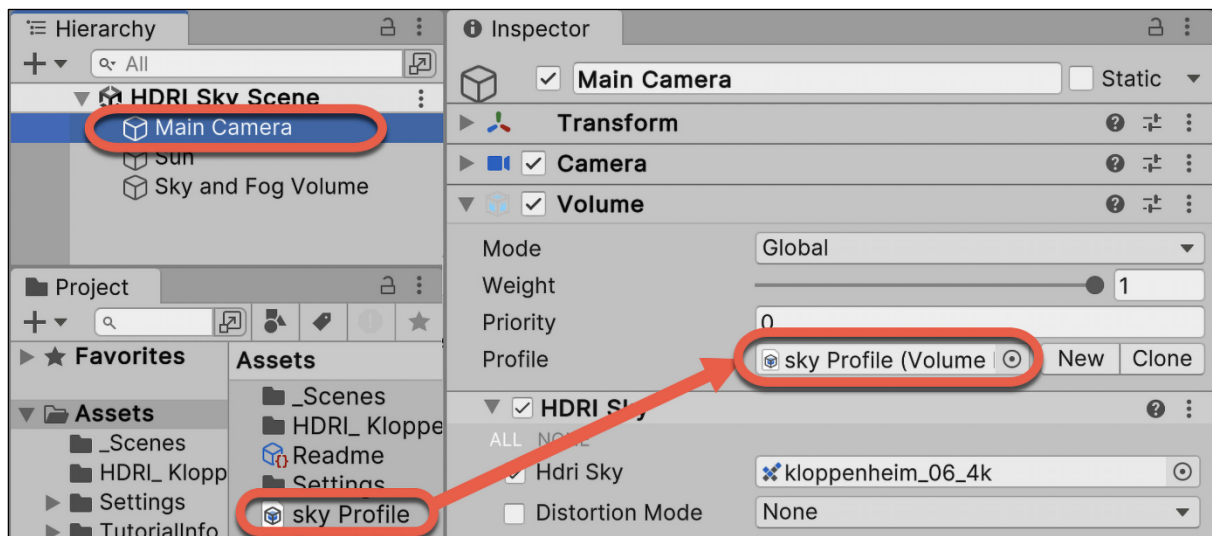 Hierarchy
All
HDRI Sky Scene
Main Camera
Sun
Sky and Fog Volume
Project
Favorites
Assets
_Scenes
HDRI_ Klopp
Settings
TutorialInfo
Assets
_Scenes
HDRI_ Kloppe
Readme
Settings
sky Profile
Inspector
Main Camera
Static
Transform
Camera
Volume
Mode Global
Weight 1
Priority 0
Profile sky Profile (Volume New Clone
HDRI Sky
ALL NONE
Hdri Sky kloppenheim_06_4k
Distortion Mode None